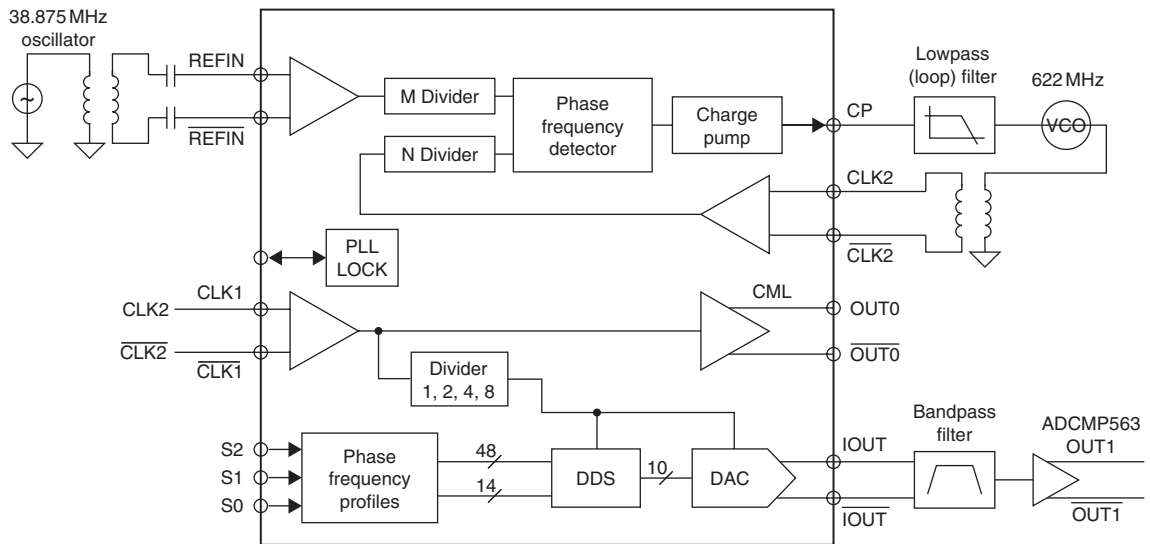 38.875 MHz
oscillator
REFIN
REFIN
M Divider
N Divider
Phase
frequency
detector
Charge
pump
CP
Lowpass
(loop) filter
622 MHz
VCO
CLK2
CLK2
PLL
LOCK
CLK2
CLK1
CLK2
CLK1
CML
OUT0
OUT0
Divider
1, 2, 4, 8
S2
S1
S0
Phase
frequency
profiles
48
14
DDS
10
DAC
IOUT
IOUT
Bandpass
filter
ADCMP563
OUT1
OUT1
~